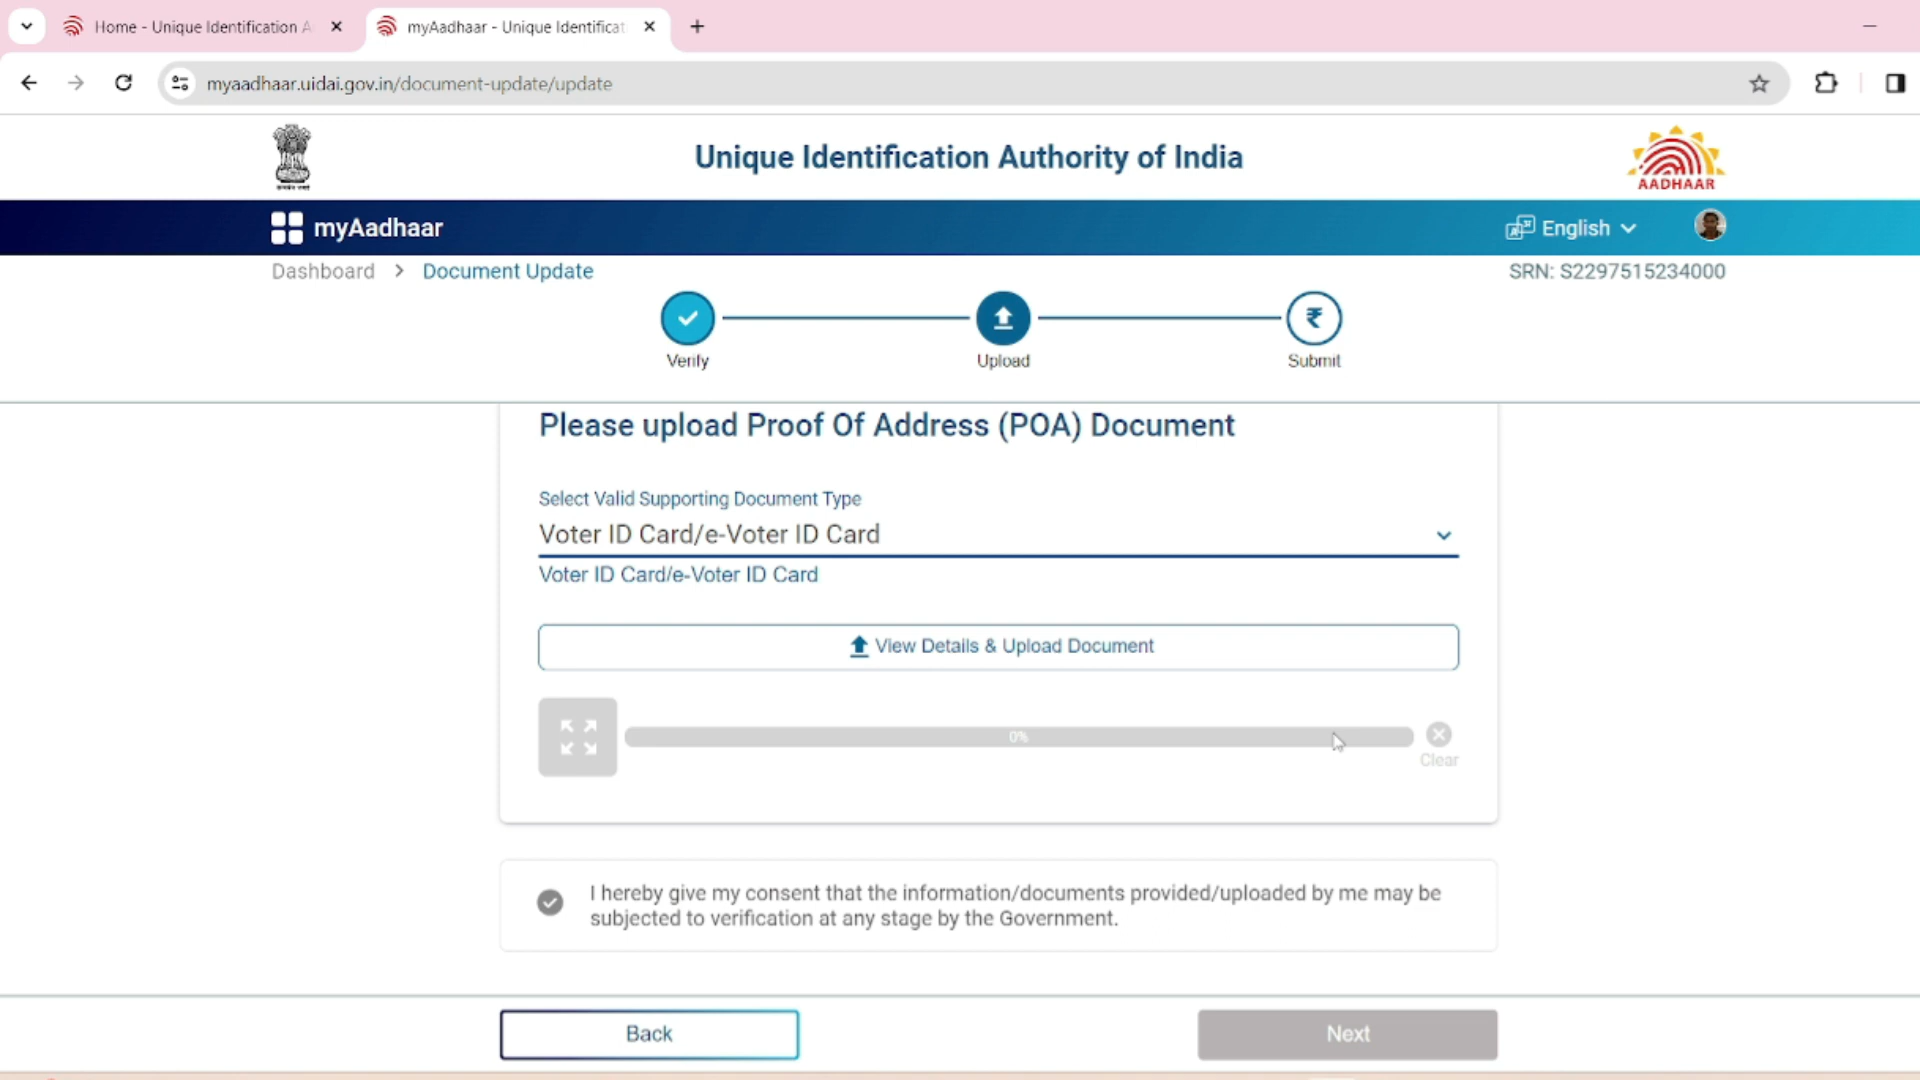 Home - Unique Identification A
myAadhaar - Unique Identificat
myaadhaar.uidai.gov.in/document-update/update
Unique Identification Authority of India
AADHAAR
myAadhaar
English
Dashboard > Document Update
SRN: S2297515234000
₹
Verify
Upload
Submit
Please upload Proof Of Address (POA) Document
Select Valid Supporting Document Type
Voter ID Card/e-Voter ID Card
Voter ID Card/e-Voter ID Card
View Details & Upload Document
0%
Clear
I hereby give my consent that the information/documents provided/uploaded by me may be
subjected to verification at any stage by the Government.
Back
Next